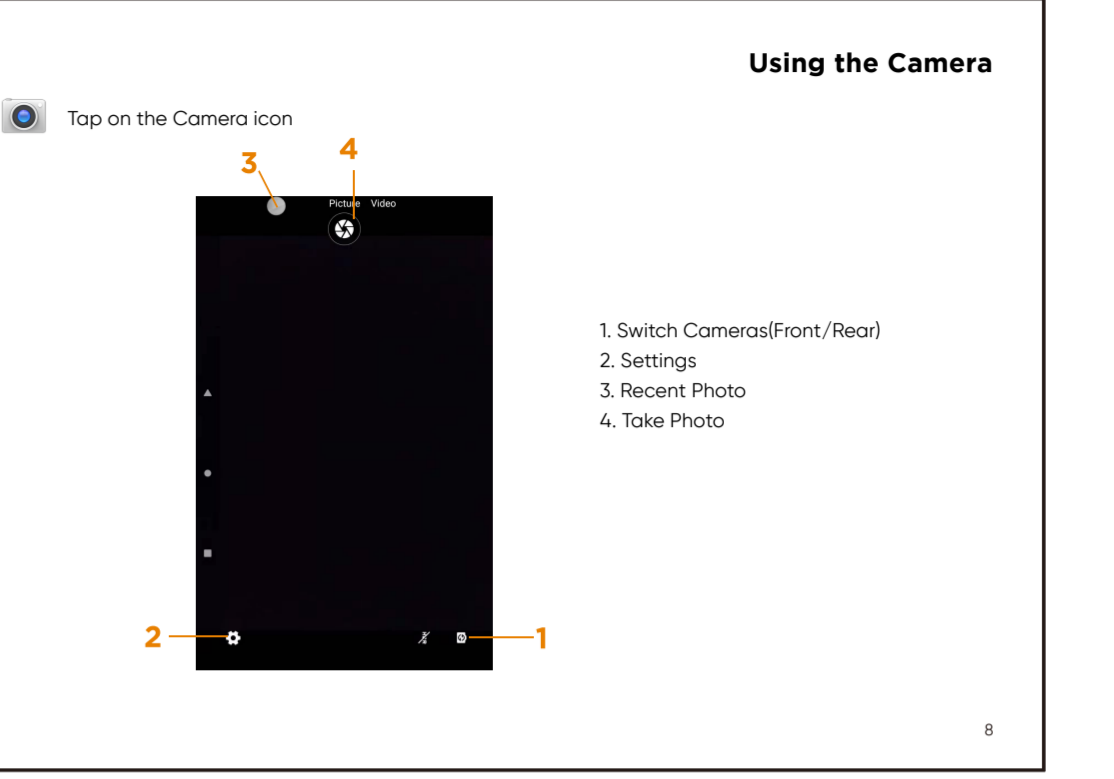 Using the Camera
Tap on the Camera icon
3
4
Picture Video
1. Switch Cameras(Front/Rear)
2. Settings
3. Recent Photo
4. Take Photo
2
1
8